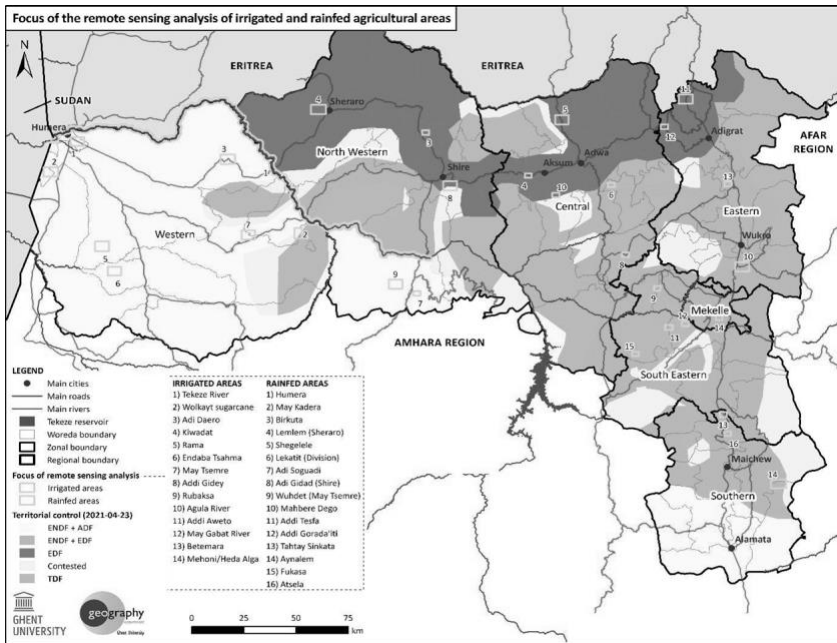 Focus of the remote sensing analysis of irrigated and rainfed agricultural areas
N
ERITREA
ERITREA
SUDAN
AFAR
REGION
AMHARA REGION
Humera
Sheraro
Shire
Aksum
Adwa
Adigrat
Wukro
Mekelle
Maichew
Alamata
North Western
Western
Central
Eastern
South Eastern
Southern
LEGEND
Main cities
Main roads
Main rivers
Tekeze reservoir
Woreda boundary
Zonal boundary
Regional boundary
Focus of remote sensing analysis
Irrigated areas
Rainfed areas
Territorial control (2021-04-23)
ENDF + ADF
ENDF + EDF
EDF
Contested
TDF
IRRIGATED AREAS
1) Tekeze River
2) Wolkayt sugarcane
3) Adi Daero
4) Kiwadat
5) Rama
6) Endaba Tsahma
7) May Tsemre
8) Addi Gidey
9) Rubaksa
10) Agula River
11) Addi Aweto
12) May Gabat River
13) Betemara
14) Mehoni/Heda Alga
RAINFED AREAS
1) Humera
2) May Kadera
3) Birkuta
4) Lemlem (Sheraro)
5) Shegelele
6) Lekatit (Division)
7) Adi Soguadi
8) Adi Gidad (Shire)
9) Wuhdet (May Tsemre)
10) Mahbere Dego
11) Addi Tesfa
12) Addi Gorada'iti
13) Tahtay Sinkata
14) Aynalem
15) Fukasa
16) Atsela
GHENT
UNIVERSITY
geography
Ghent University
0 25 50 75
km